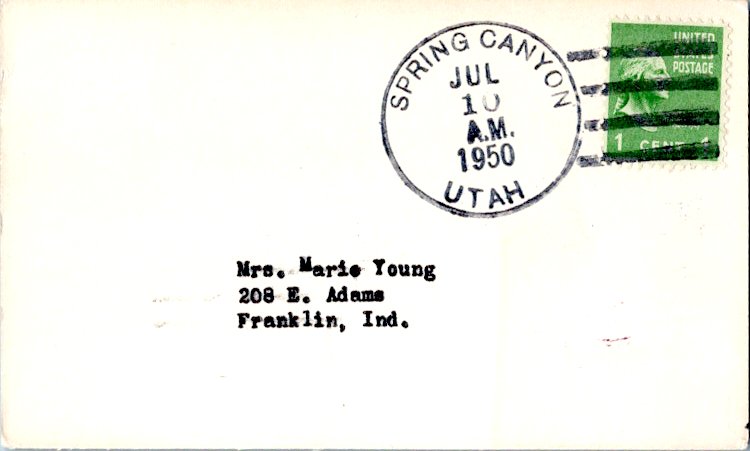 SPRING CANYON
JUL
10
A.M.
1950
UTAH
UNITED
STATES
POSTAGE
1 CENT 1
Mrs. Marie Young
208 E. Adams
Franklin, Ind.